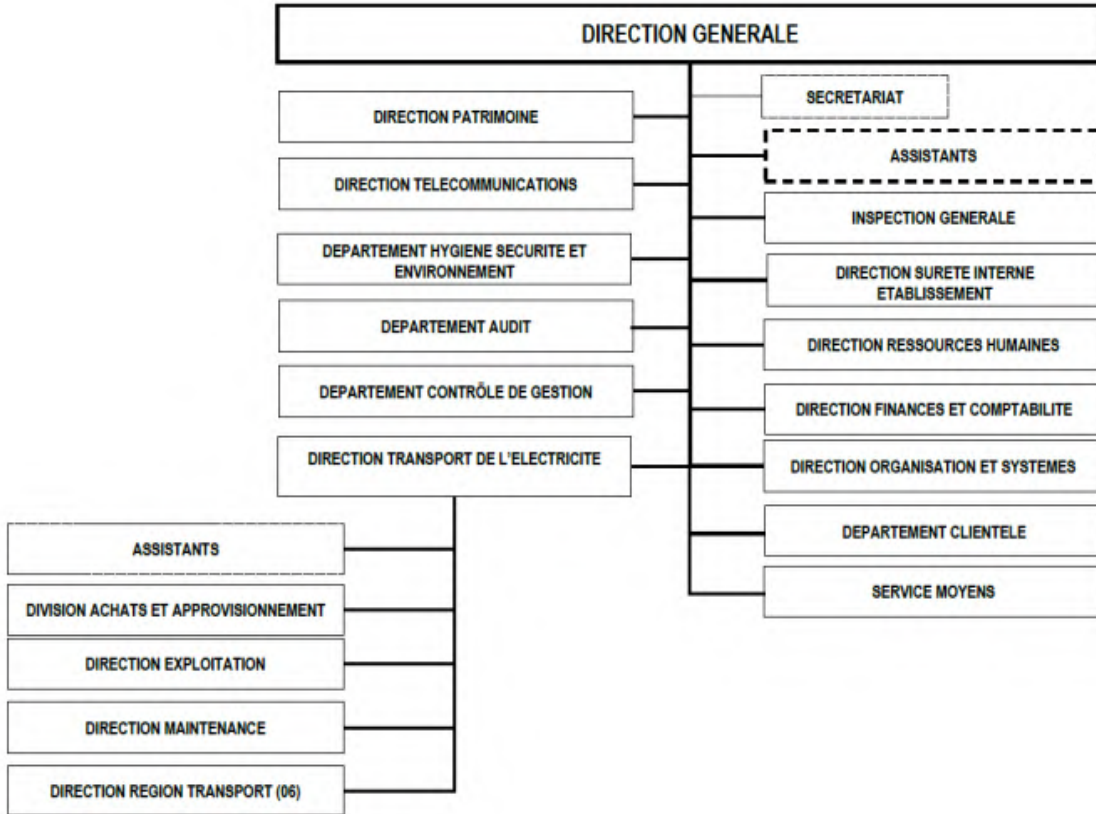 DIRECTION GENERALE
SECRETARIAT
DIRECTION PATRIMOINE
ASSISTANTS
DIRECTION TELECOMMUNICATIONS
INSPECTION GENERALE
DEPARTEMENT HYGIENE SECURITE ET
ENVIRONNEMENT
DIRECTION SURETE INTERNE
ETABLISSEMENT
DEPARTEMENT AUDIT
DIRECTION RESSOURCES HUMAINES
DEPARTEMENT CONTRÔLE DE GESTION
DIRECTION FINANCES ET COMPTABILITE
DIRECTION TRANSPORT DE L'ELECTRICITE
DIRECTION ORGANISATION ET SYSTEMES
DEPARTEMENT CLIENTELE
ASSISTANTS
SERVICE MOYENS
DIVISION ACHATS ET APPROVISIONNEMENT
DIRECTION EXPLOITATION
DIRECTION MAINTENANCE
DIRECTION REGION TRANSPORT (06)